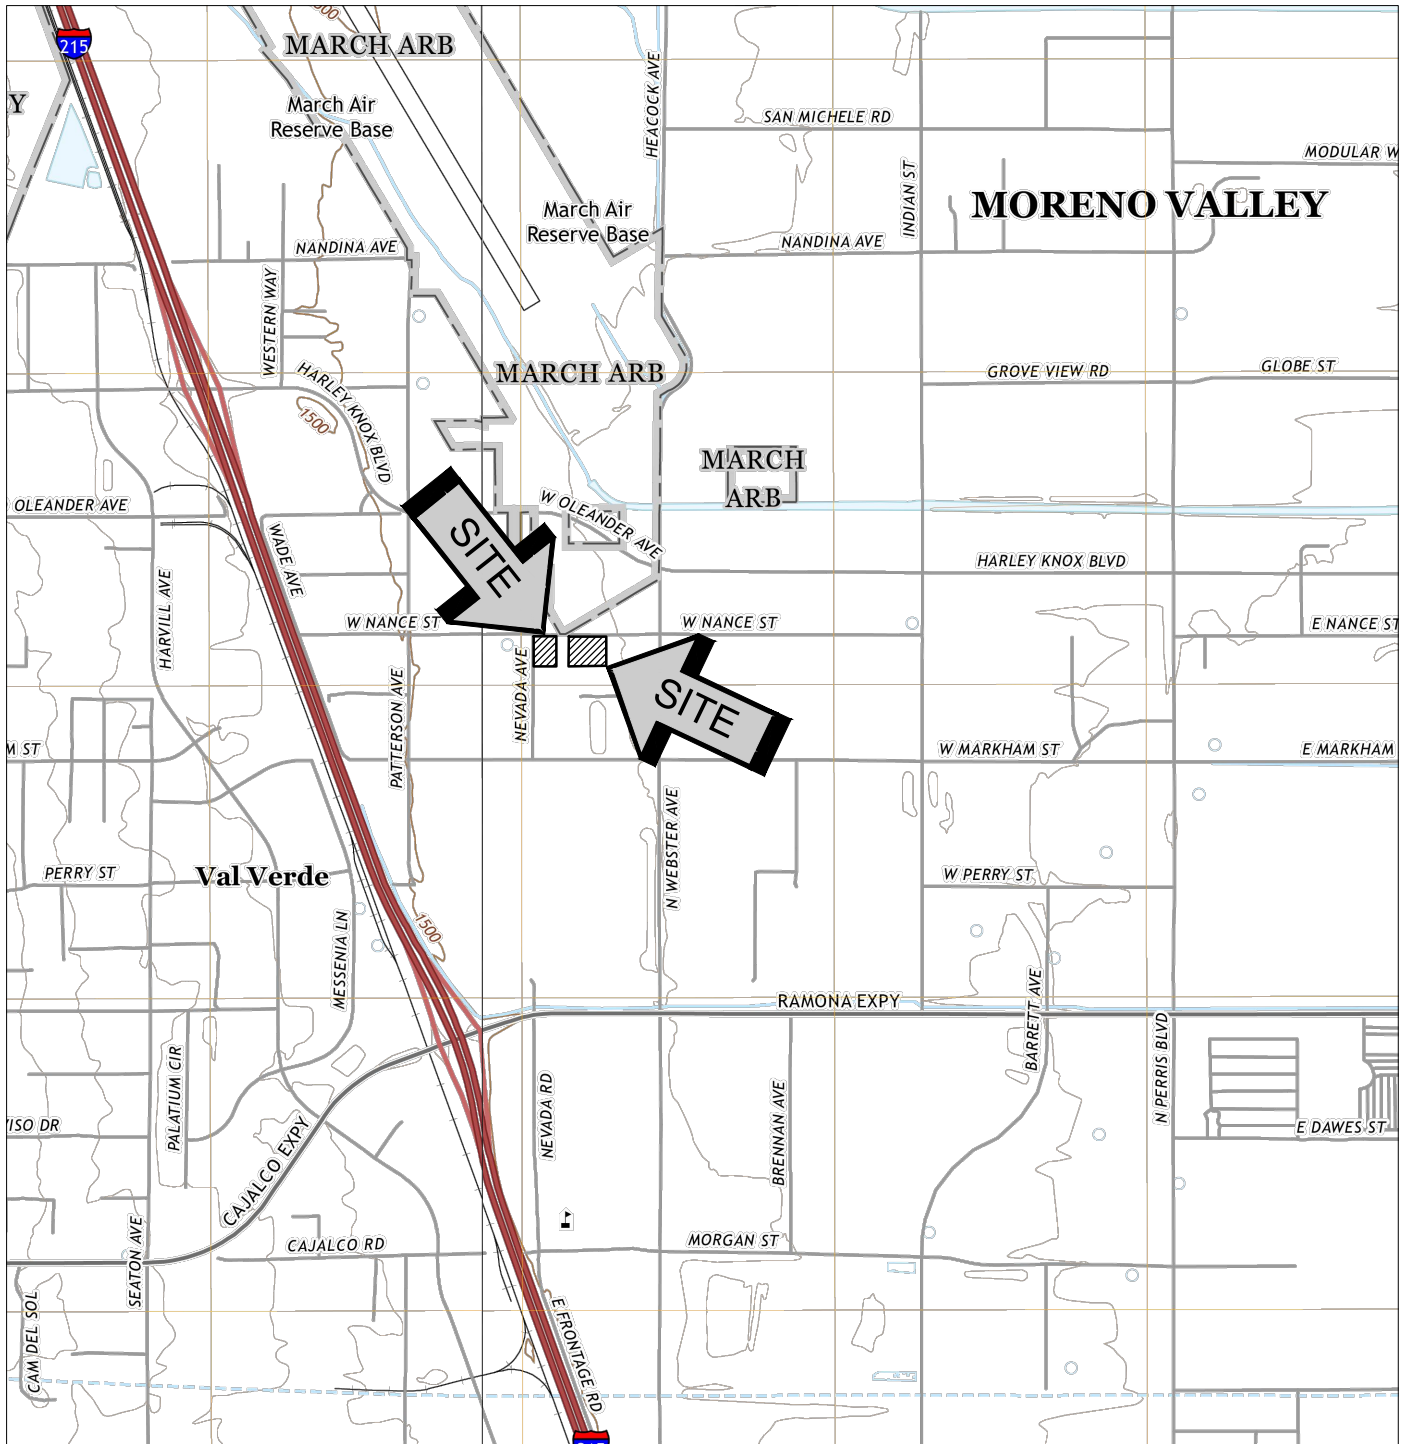 215
MARCH ARB
Y
March Air
Reserve Base
HEACOCK AVE
SAN MICHELE RD
MODULAR W
INDIAN ST
MORENO VALLEY
March Air
Reserve Base
NANDINA AVE
NANDINA AVE
WESTERN WAY
HARLEY KNOX BLVD
1500
MARCH ARB
GROVE VIEW RD
GLOBE ST
MARCH
ARB
OLEANDER AVE
W OLEANDER AVE
WADE AVE
SITE
HARLEY KNOX BLVD
HARVILL AVE
W NANCE ST
W NANCE ST
E NANCE ST
NEVADA AVE
PATTERSON AVE
SITE
M ST
W MARKHAM ST
E MARKHAM
N WEBSTER AVE
PERRY ST
Val Verde
W PERRY ST
MESSENIA LN
1500
BARRETT AVE
RAMONA EXPY
N PERRIS BLVD
PALATIUM CIR
NEVADA RD
BRENNAN AVE
VISO DR
E DAWES ST
CAJALCO EXPY
SEATON AVE
CAJALCO RD
MORGAN ST
CAM DEL SOL
E FRONTAGE RD